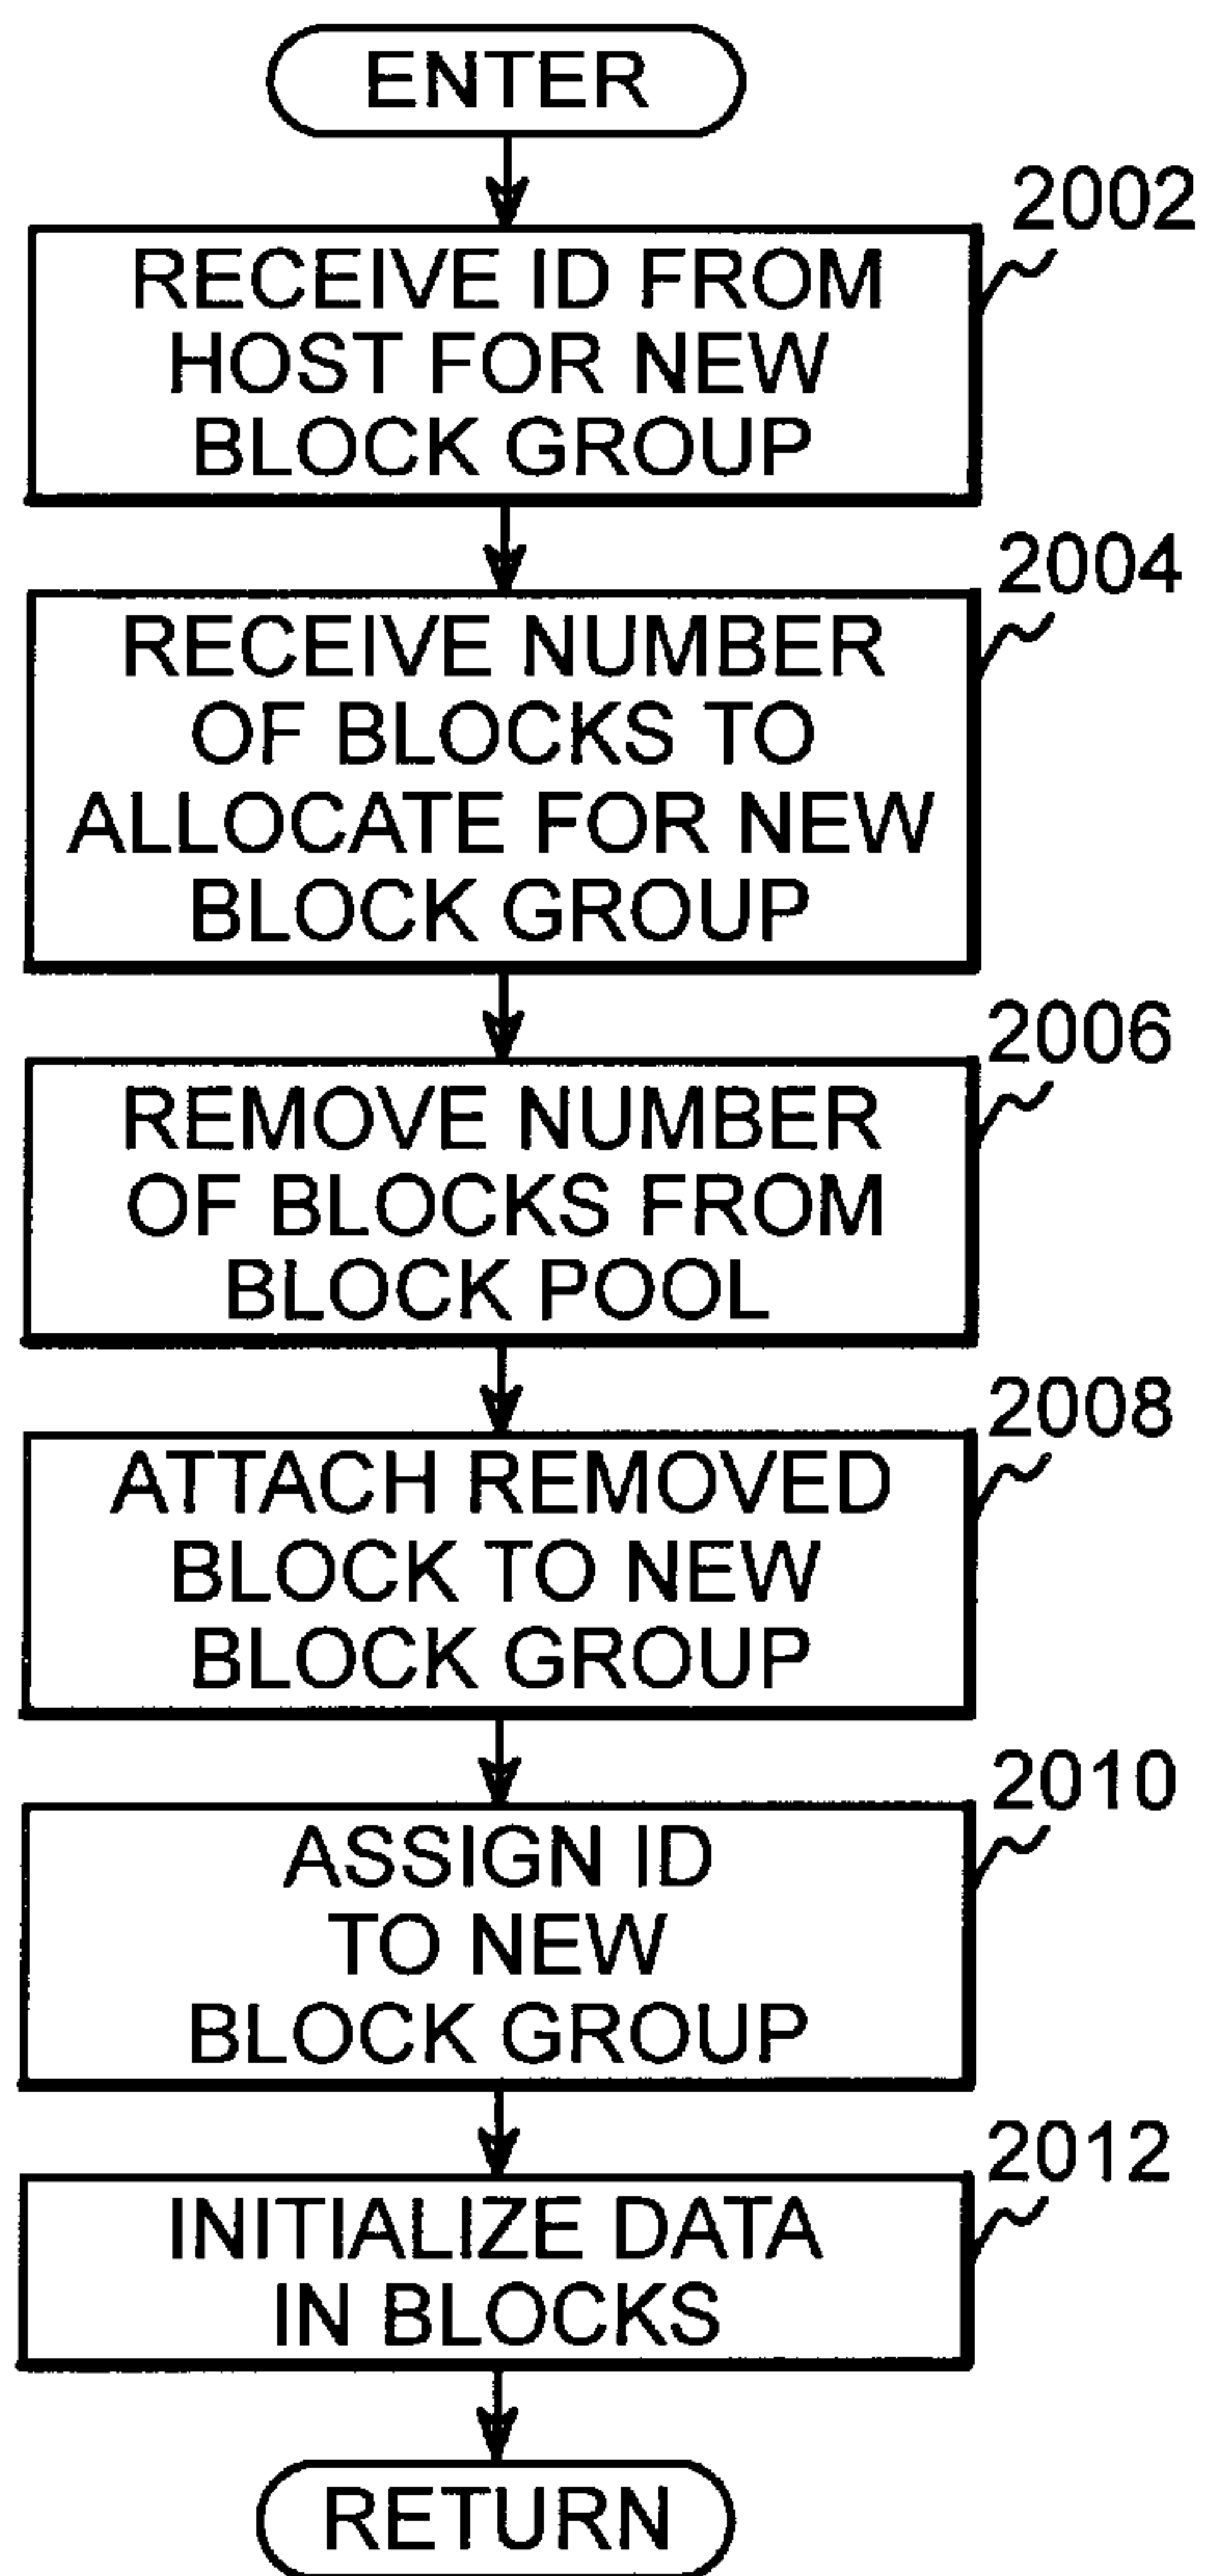 ENTER
2002
RECEIVE ID FROM
HOST FOR NEW
BLOCK GROUP
2004
RECEIVE NUMBER
OF BLOCKS TO
ALLOCATE FOR NEW
BLOCK GROUP
2006
REMOVE NUMBER
OF BLOCKS FROM
BLOCK POOL
2008
ATTACH REMOVED
BLOCK TO NEW
BLOCK GROUP
2010
ASSIGN ID
TO NEW
BLOCK GROUP
2012
INITIALIZE DATA
IN BLOCKS
RETURN